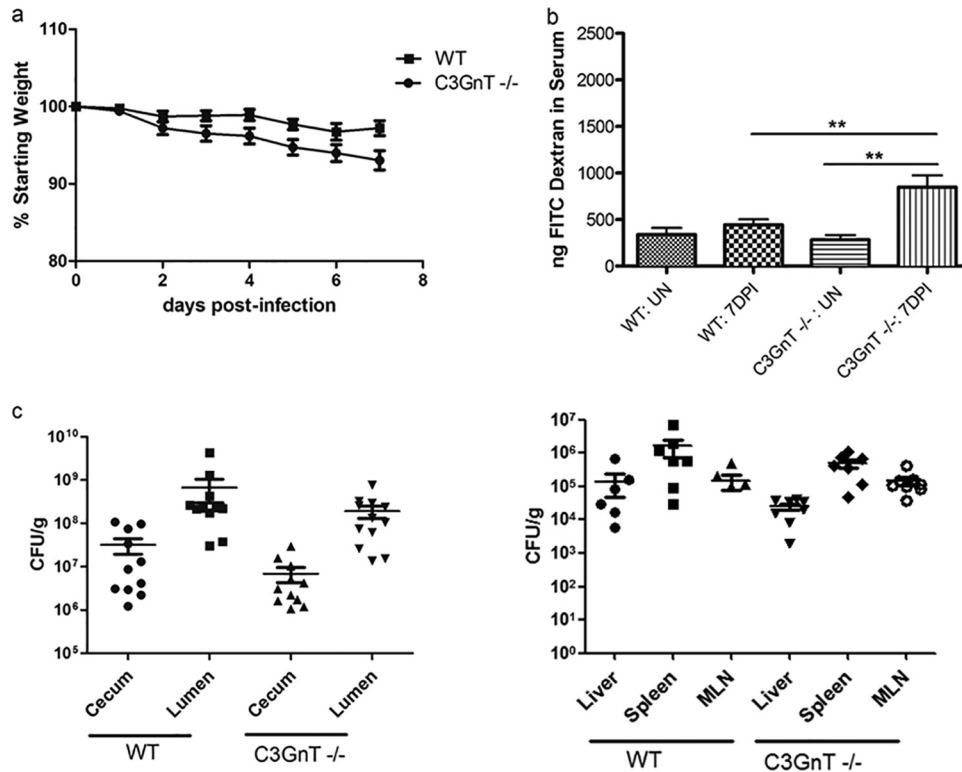 a
% Starting Weight
100
90
80
0
2
4
6
8
days post-infection
WT
C3GnT -/-
b
ng FITC Dextran in Serum
2500
2000
1500
1000
500
0
**
**
WT: UN
WT: 7DPI
C3GnT -/- : UN
C3GnT -/-: 7DPI
c
CFU/g
10^10
10^9
10^8
10^7
10^6
10^5
Cecum
Lumen
Cecum
Lumen
WT
C3GnT -/-
CFU/g
10^7
10^6
10^5
10^4
10^3
10^2
10^1
10^0
Liver
Spleen
MLN
Liver
Spleen
MLN
WT
C3GnT -/-